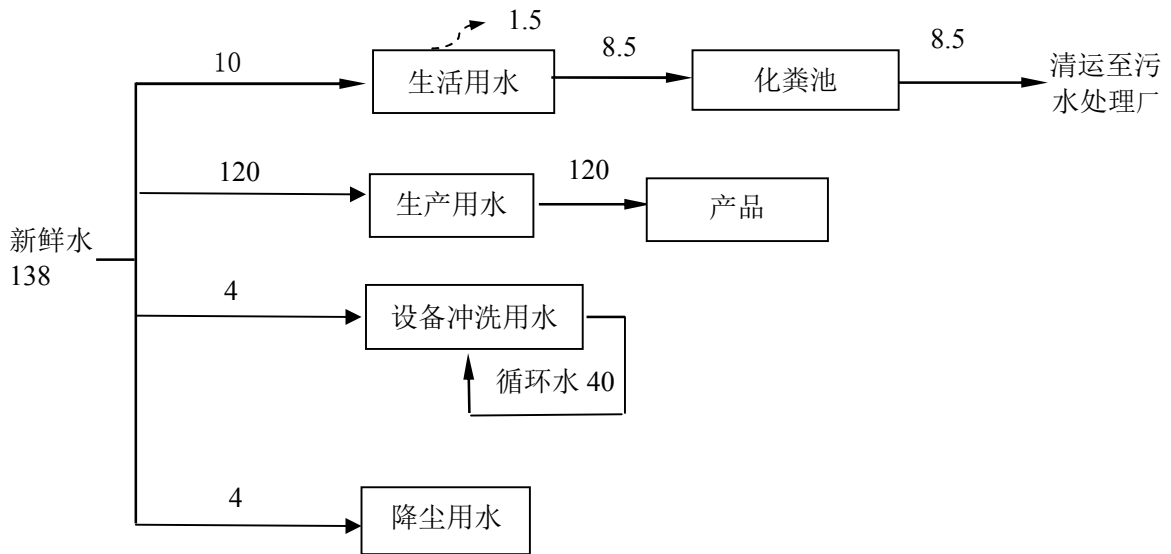 1.5
10
生活用水
8.5
化粪池
8.5
清运至污
水处理厂
120
生产用水
120
产品
新鲜水
138
4
设备冲洗用水
循环水 40
4
降尘用水